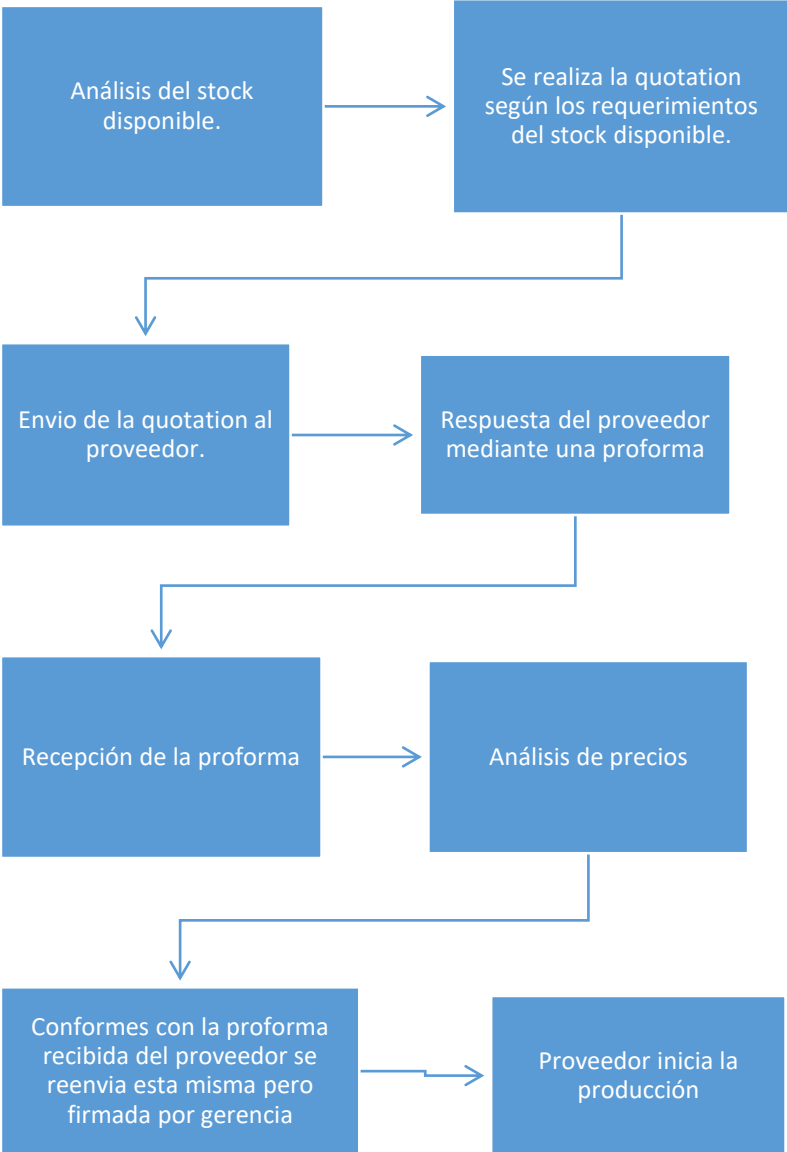 Análisis del stock
disponible.
Se realiza la quotation
según los requerimientos
del stock disponible.
Envio de la quotation al
proveedor.
Respuesta del proveedor
mediante una proforma
Recepción de la proforma
Análisis de precios
Conformes con la proforma
recibida del proveedor se
reenvia esta misma pero
firmada por gerencia
Proveedor inicia la
producción